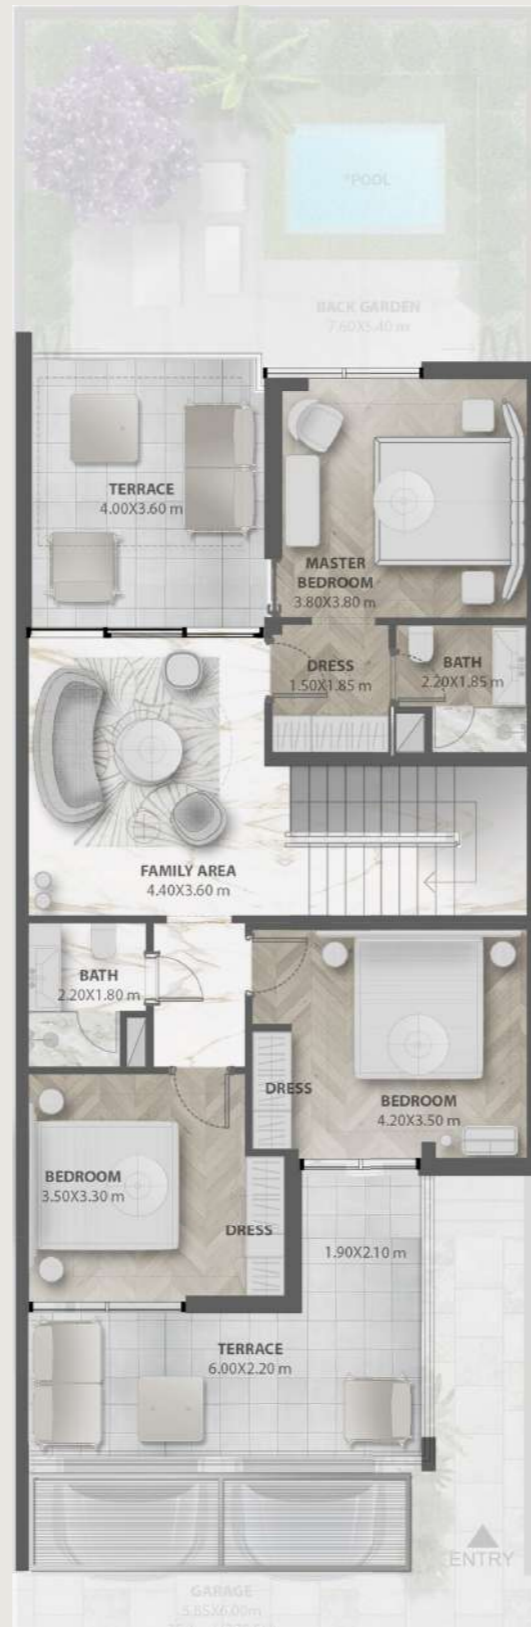 *POOL
BACK GARDEN
7.60X5.40 m
TERRACE
4.00X3.60 m
MASTER
BEDROOM
3.80X3.80 m
DRESS
1.50X1.85 m
BATH
2.20X1.85 m
FAMILY AREA
4.40X3.60 m
BATH
2.20X1.80 m
DRESS
BEDROOM
4.20X3.50 m
BEDROOM
3.50X3.30 m
DRESS
1.90X2.10 m
TERRACE
6.00X2.20 m
ENTRY
GARAGE
5.85X6.00m